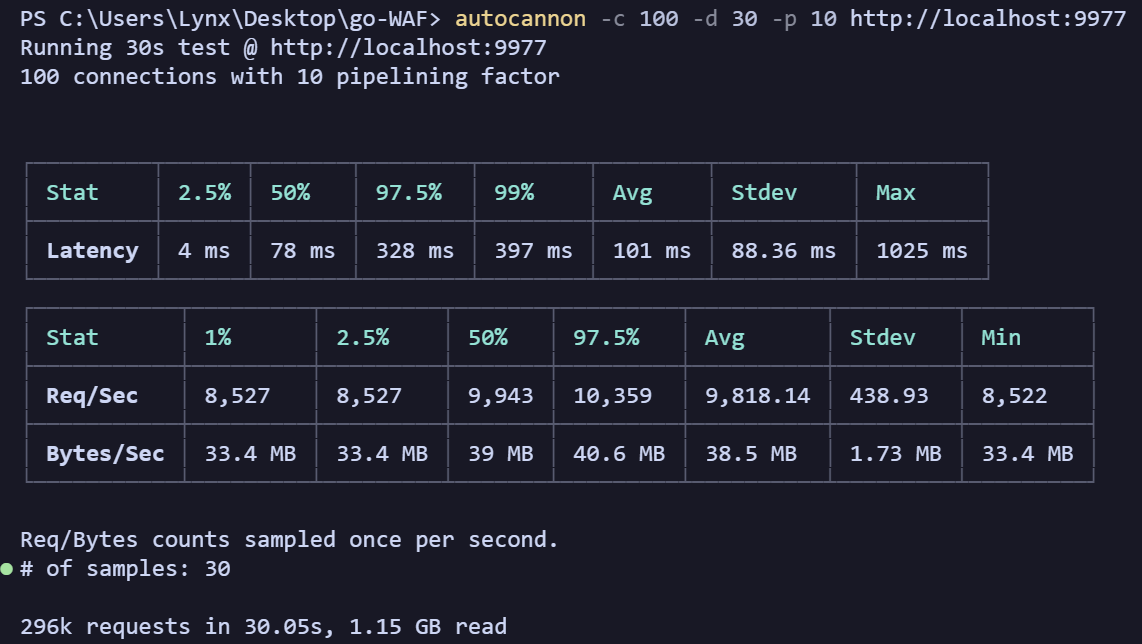 PS C:\Users\Lynx\Desktop\go-WAF> autocannon -c 100 -d 30 -p 10 http://localhost:9977
Running 30s test @ http://localhost:9977
100 connections with 10 pipelining factor
Stat 2.5% 50% 97.5% 99% Avg Stdev Max
Latency 4 ms 78 ms 328 ms 397 ms 101 ms 88.36 ms 1025 ms
Stat 1% 2.5% 50% 97.5% Avg Stdev Min
Req/Sec 8,527 8,527 9,943 10,359 9,818.14 438.93 8,522
Bytes/Sec 33.4 MB 33.4 MB 39 MB 40.6 MB 38.5 MB 1.73 MB 33.4 MB
Req/Bytes counts sampled once per second.
# of samples: 30
296k requests in 30.05s, 1.15 GB read